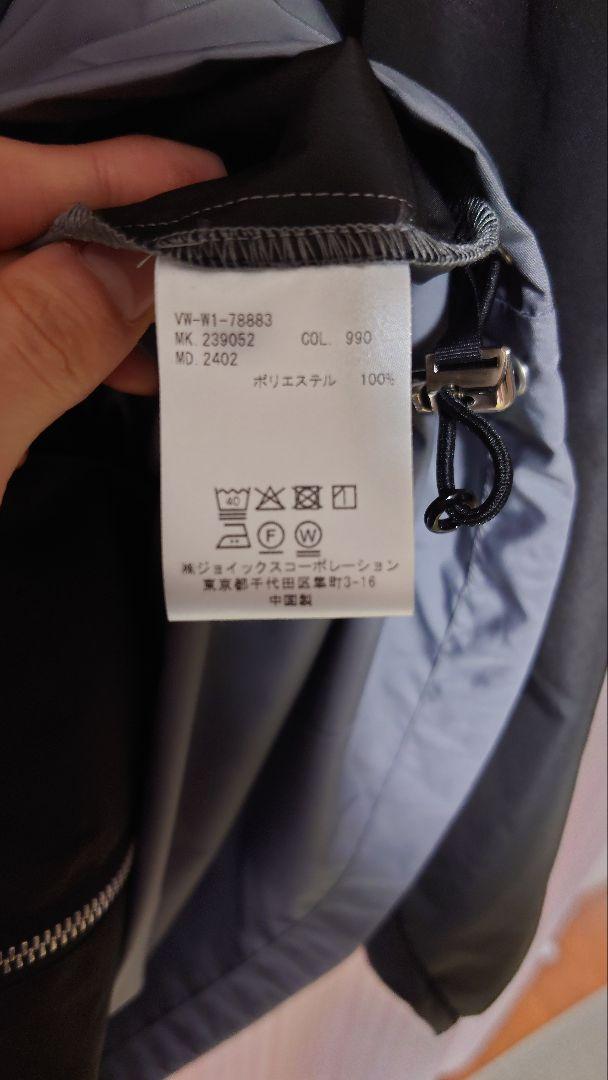 VW-W1-78883
MK. 239052 COL. 990
MD. 2402
ポリエステル 100%
40
F W
㈱ジョイックスコーポレーション
東京都千代田区隼町3-16
中国製